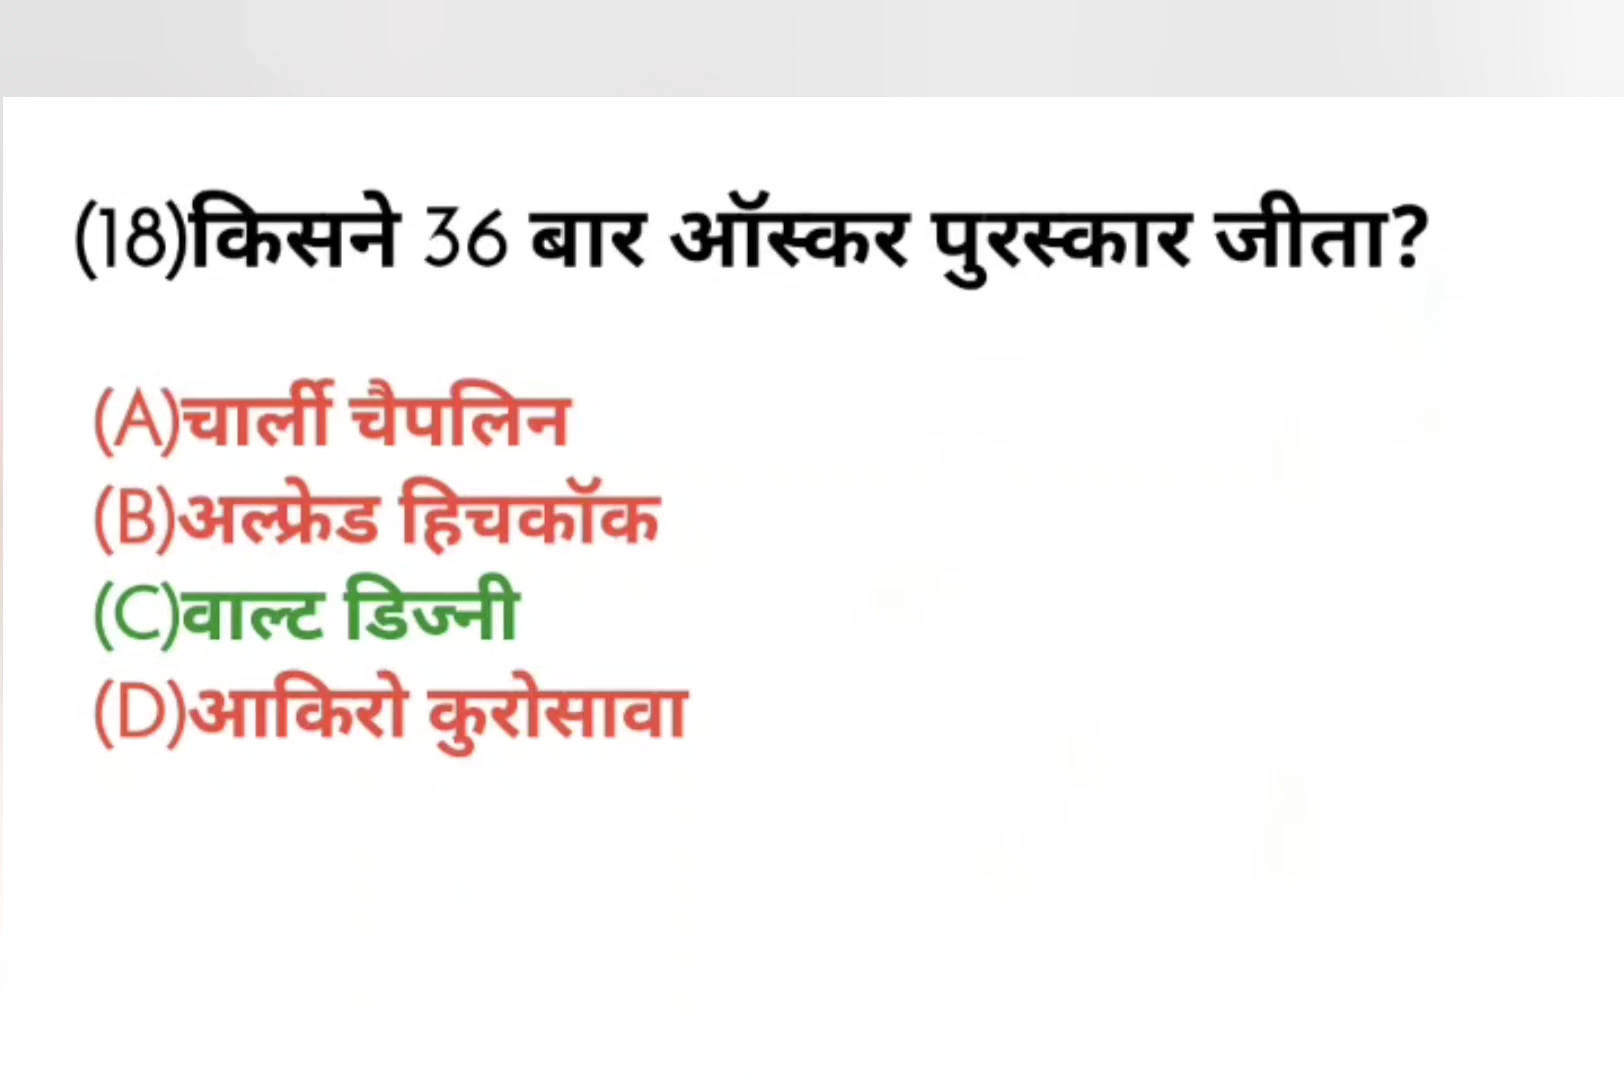 (18)किसने 36 बार ऑस्कर पुरस्कार जीता?
(A)चार्ली चैपलिन
(B)अल्फ्रेड हिचकॉक
(C)वाल्ट डिज्नी
(D)आकिरो कुरोसावा